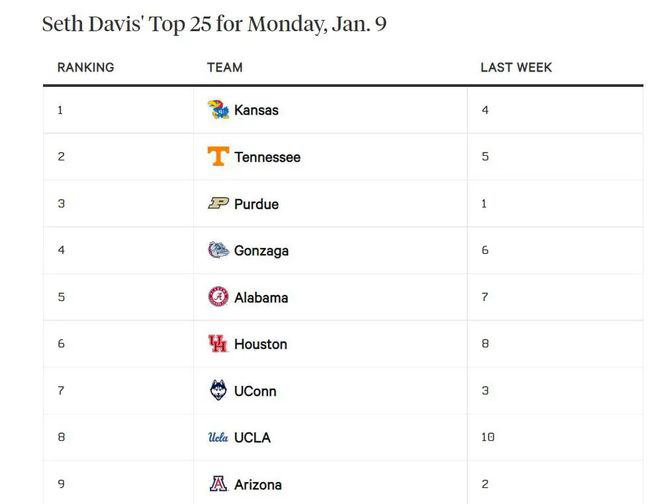 Seth Davis' Top 25 for Monday, Jan. 9
RANKING TEAM LAST WEEK
1 Kansas 4
2 T Tennessee 5
3 P Purdue 1
4 Gonzaga 6
5 A Alabama 7
6 UH Houston 8
7 UConn 3
8 Ucla UCLA 10
9 A Arizona 2